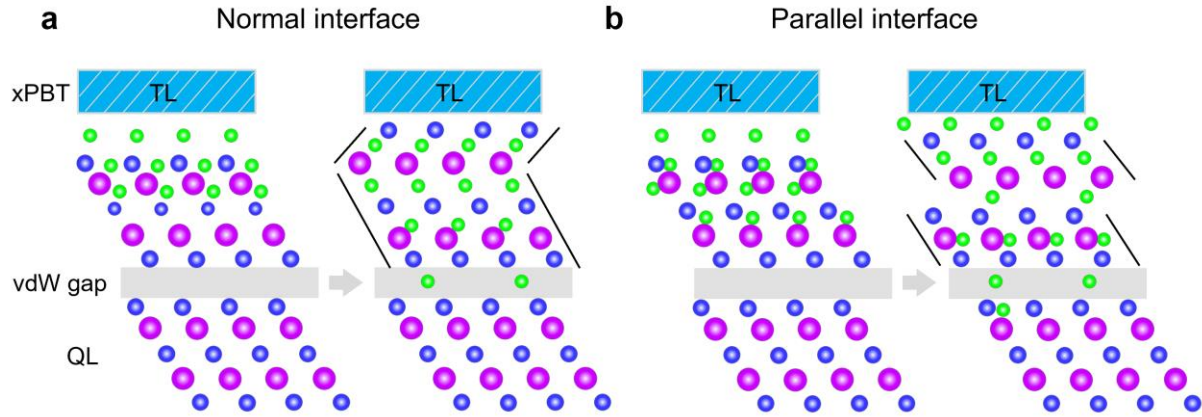 a Normal interface
b Parallel interface
xPBT
TL
TL
TL
TL
vdW gap
QL